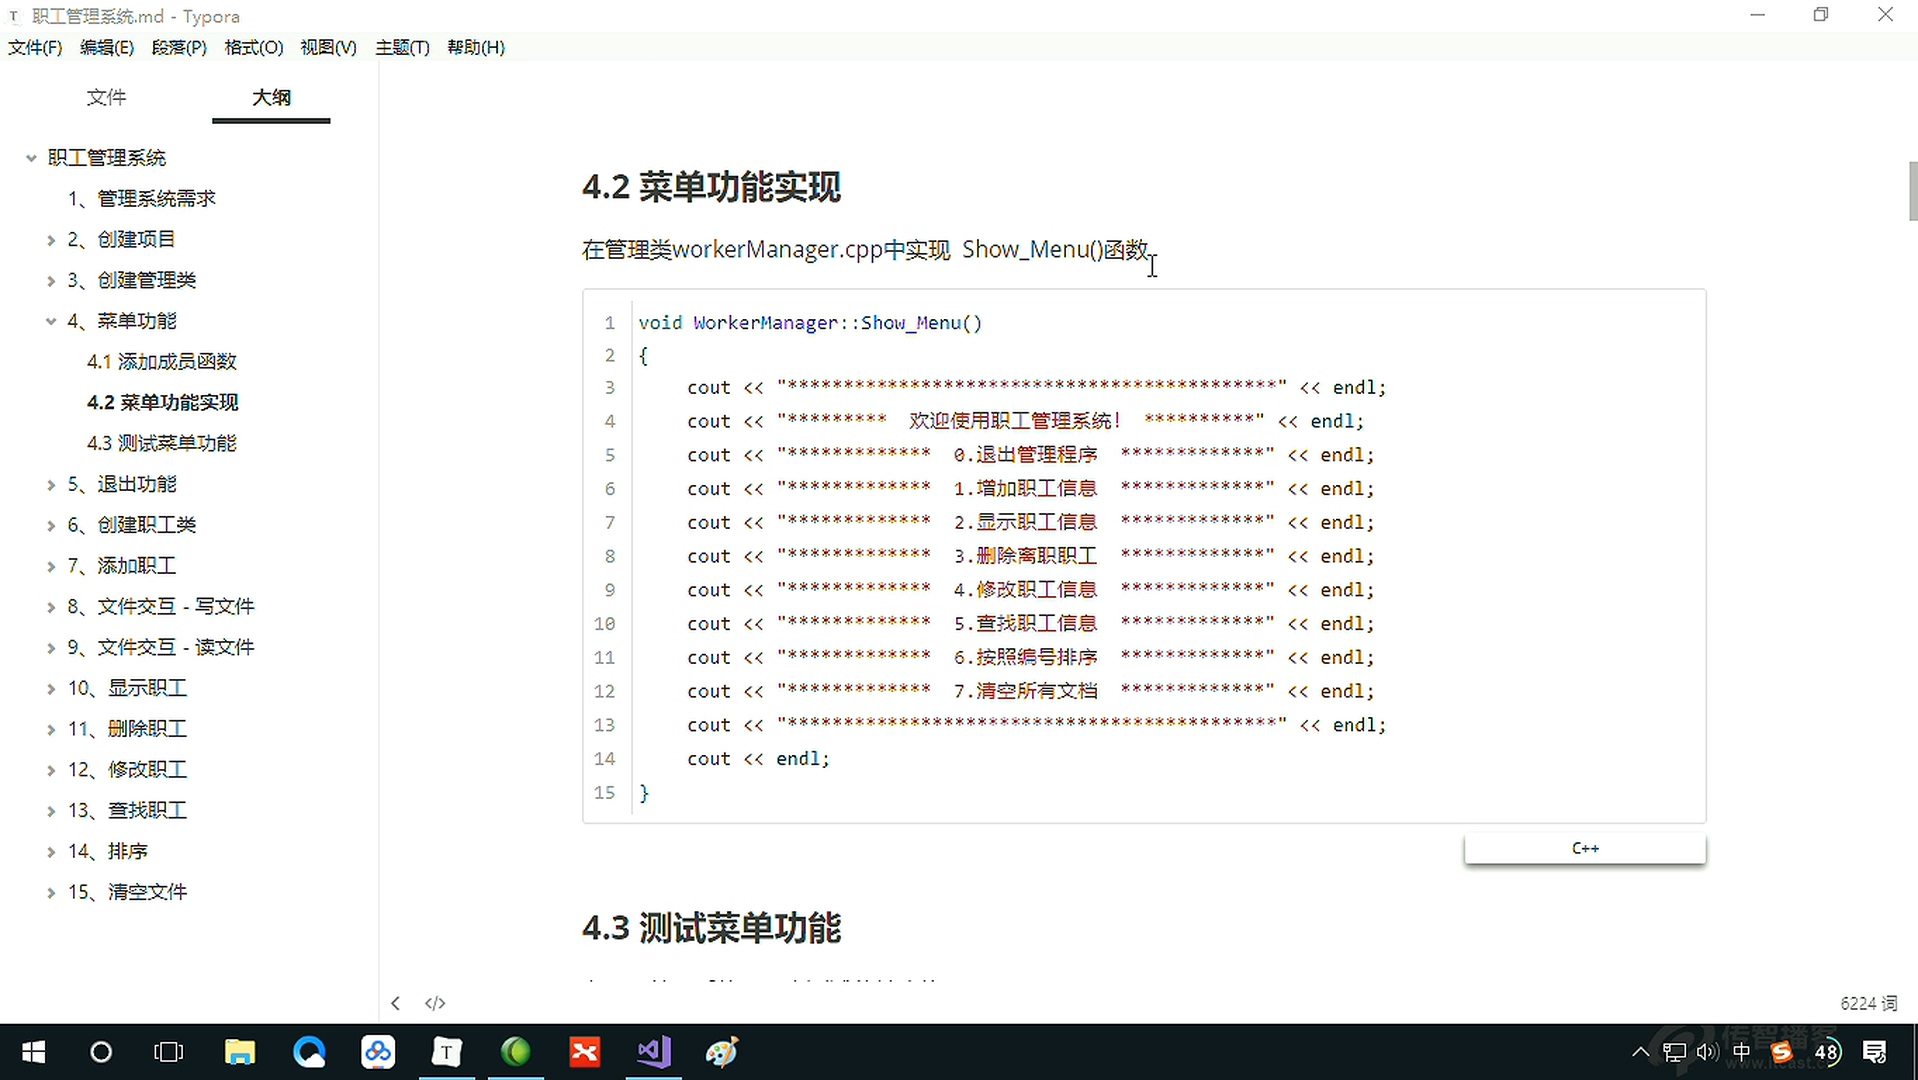 职工管理系统.md - Typora
文件(F) 编辑(E) 段落(P) 格式(O) 视图(V) 主题(T) 帮助(H)
文件 大纲
职工管理系统
1、管理系统需求
2、创建项目
3、创建管理类
4、菜单功能
4.1 添加成员函数
4.2 菜单功能实现
4.3 测试菜单功能
5、退出功能
6、创建职工类
7、添加职工
8、文件交互 - 写文件
9、文件交互 - 读文件
10、显示职工
11、删除职工
12、修改职工
13、查找职工
14、排序
15、清空文件
4.2 菜单功能实现
在管理类workerManager.cpp中实现 Show_Menu()函数
1 void WorkerManager::Show_Menu()
2 {
3 cout << "********************************************" << endl;
4 cout << "********* 欢迎使用职工管理系统! **********" << endl;
5 cout << "************* 0.退出管理程序 *************" << endl;
6 cout << "************* 1.增加职工信息 *************" << endl;
7 cout << "************* 2.显示职工信息 *************" << endl;
8 cout << "************* 3.删除离职职工 *************" << endl;
9 cout << "************* 4.修改职工信息 *************" << endl;
10 cout << "************* 5.查找职工信息 *************" << endl;
11 cout << "************* 6.按照编号排序 *************" << endl;
12 cout << "************* 7.清空所有文档 *************" << endl;
13 cout << "********************************************" << endl;
14 cout << endl;
15 }
C++
4.3 测试菜单功能
6224 词
中
48
传智播客